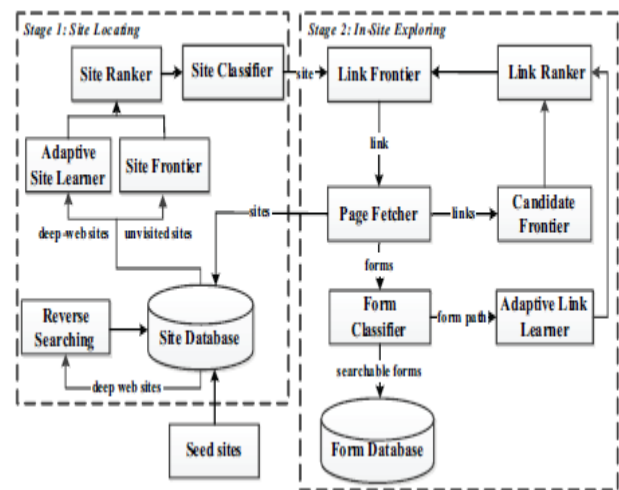 Stage 1: Site Locating
Stage 2: In-Site Exploring
Site Ranker
Site Classifier
site
Link Frontier
Link Ranker
link
Adaptive
Site Learner
Site Frontier
Page Fetcher
links
Candidate
Frontier
sites
deep-web sites
unvisited sites
forms
Reverse
Searching
Site Database
Form
Classifier
form path
Adaptive Link
Learner
deep web sites
searchable forms
Seed sites
Form Database